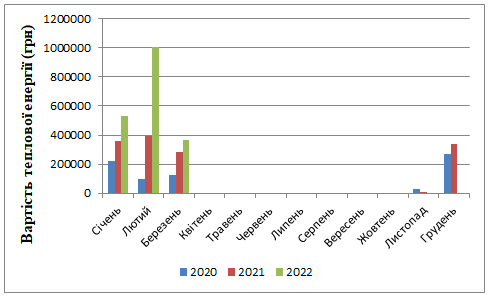 Вартість теплової енергії (грн)
1200000
1000000
800000
600000
400000
200000
0
Січень
Лютий
Березень
Квітень
Травень
Червень
Липень
Серпень
Вересень
Жовтень
Листопад
Грудень
2020 2021 2022